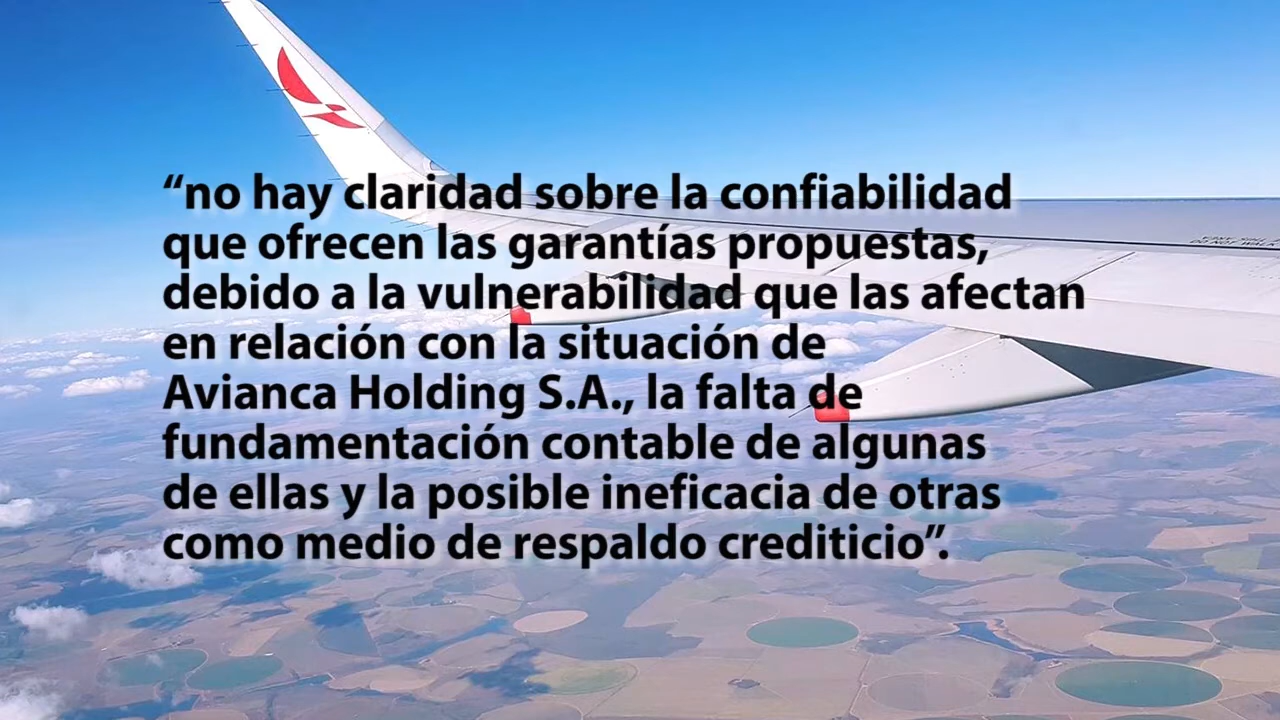 “no hay claridad sobre la confiabilidad
que ofrecen las garantías propuestas,
debido a la vulnerabilidad que las afectan
en relación con la situación de
Avianca Holding S.A., la falta de
fundamentación contable de algunas
de ellas y la posible ineficacia de otras
como medio de respaldo crediticio”.